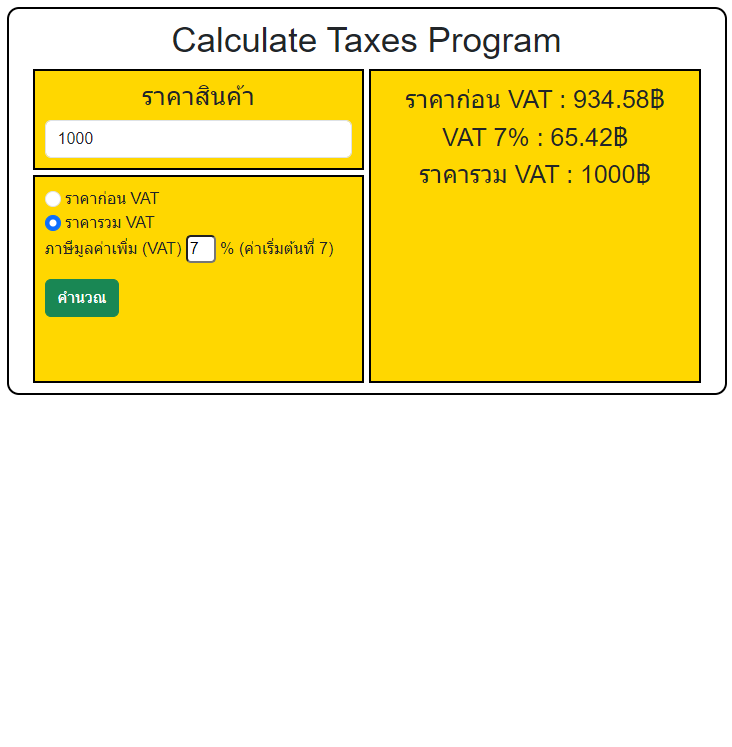 Calculate Taxes Program
ราคาสินค้า
1000
ราคาก่อน VAT
ราคารวม VAT
ภาษีมูลค่าเพิ่ม (VAT) 7 % (ค่าเริ่มต้นที่ 7)
คำนวณ
ราคาก่อน VAT : 934.58฿
VAT 7% : 65.42฿
ราคารวม VAT : 1000฿